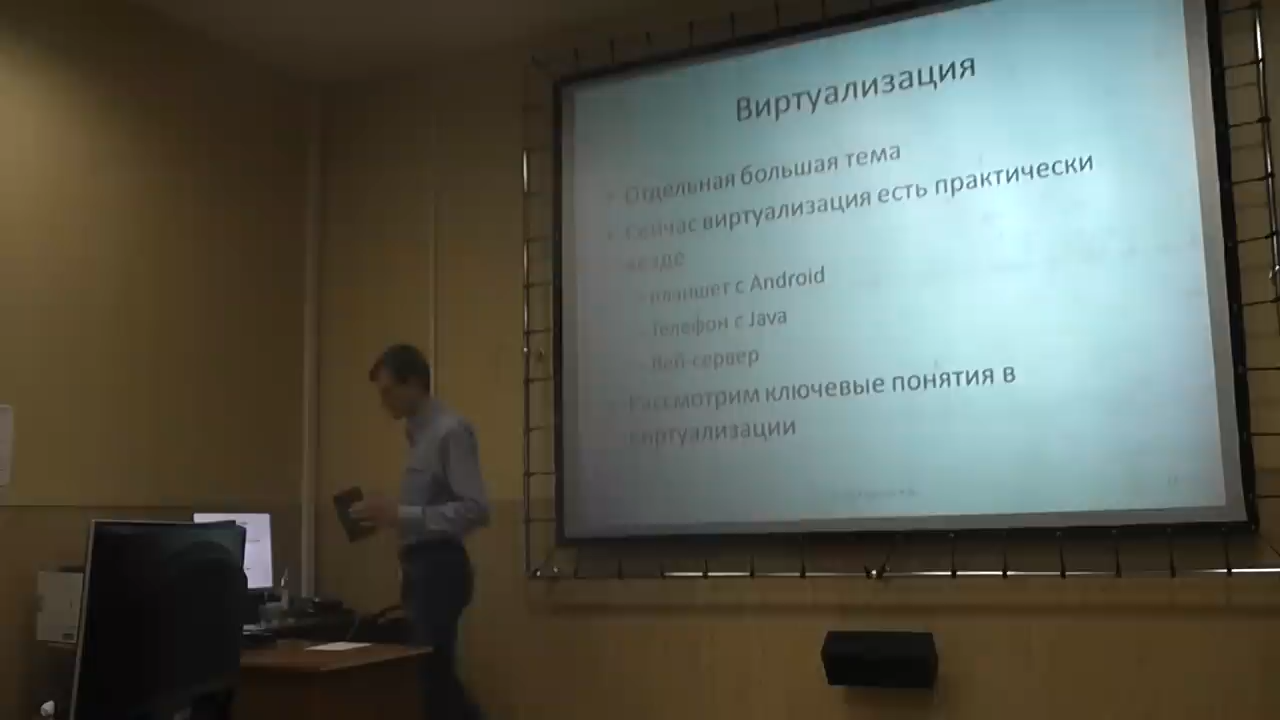 Виртуализация
Отдельная большая тема
Сейчас виртуализация есть практически
везде
планшет с Android
Телефон с Java
Веб-сервер
Рассмотрим ключевые понятия в
виртуализации